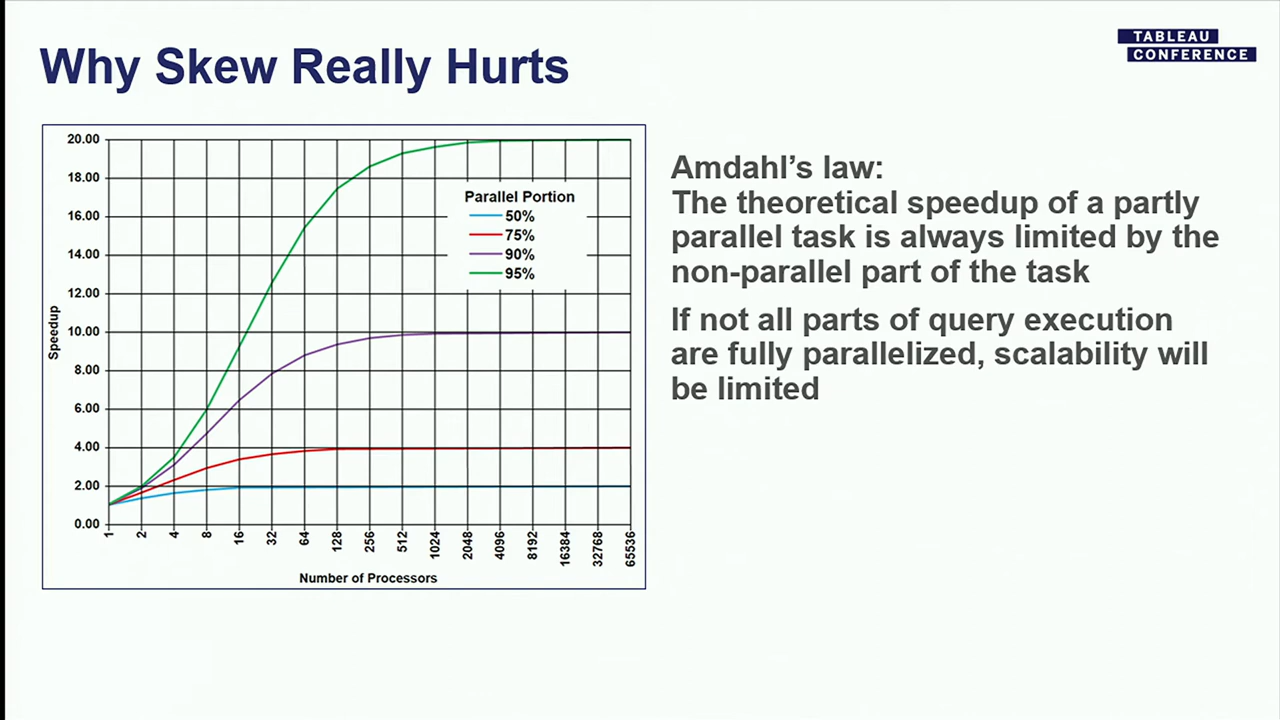 Why Skew Really Hurts
TABLEAU
CONFERENCE
20.00
18.00
16.00
14.00
12.00
10.00
8.00
6.00
4.00
2.00
0.00
Speedup
Parallel Portion
50%
75%
90%
95%
1
2
4
8
16
32
64
128
256
512
1024
2048
4096
8192
16384
32768
65536
Number of Processors
Amdahl’s law:
The theoretical speedup of a partly
parallel task is always limited by the
non-parallel part of the task
If not all parts of query execution
are fully parallelized, scalability will
be limited